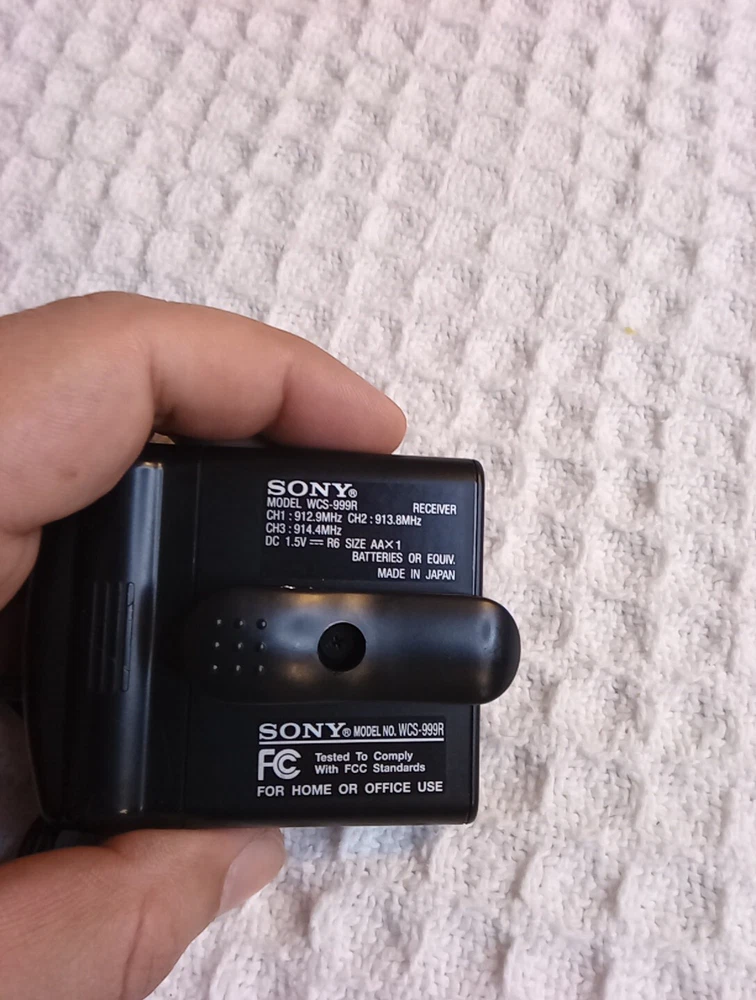 SONY®
MODEL WCS-999R RECEIVER
CH1 : 912.9MHz CH2 : 913.8MHz
CH3 : 914.4MHz
DC 1.5V ⎓ R6 SIZE AA×1
BATTERIES OR EQUIV.
MADE IN JAPAN
SONY® MODEL NO. WCS-999R
FC Tested To Comply
With FCC Standards
FOR HOME OR OFFICE USE